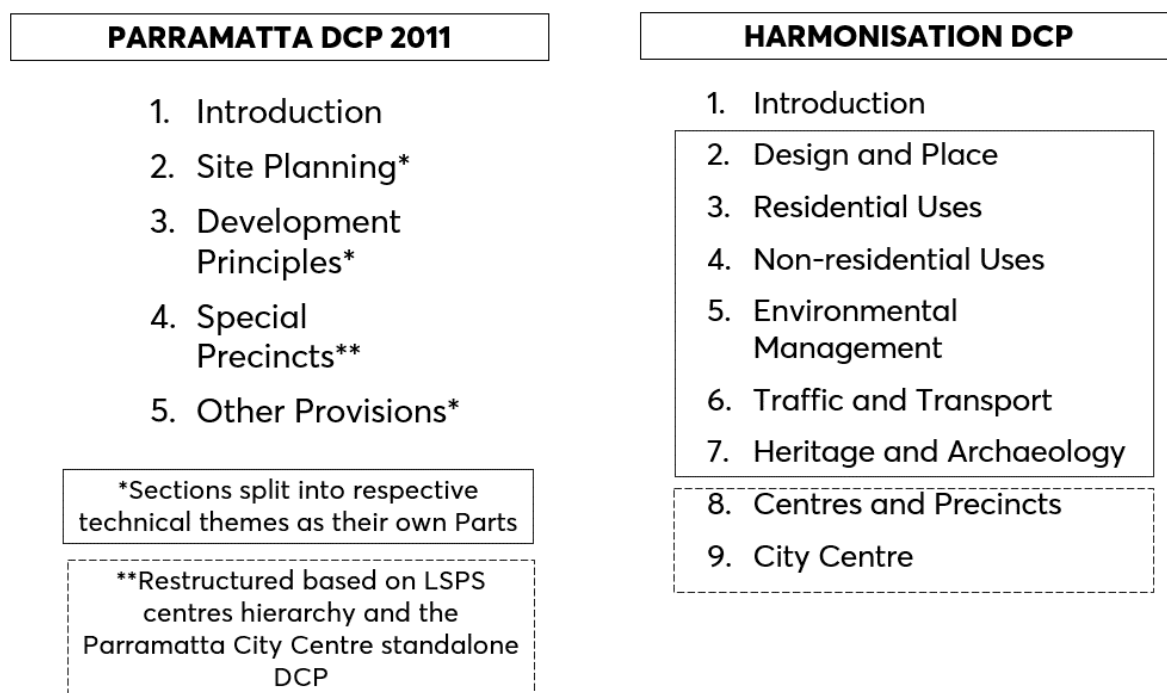 PARRAMATTA DCP 2011
1. Introduction
2. Site Planning*
3. Development
Principles*
4. Special
Precincts**
5. Other Provisions*
*Sections split into respective
technical themes as their own Parts
**Restructured based on LSPS
centres hierarchy and the
Parramatta City Centre standalone
DCP
HARMONISATION DCP
1. Introduction
2. Design and Place
3. Residential Uses
4. Non-residential Uses
5. Environmental
Management
6. Traffic and Transport
7. Heritage and Archaeology
8. Centres and Precincts
9. City Centre